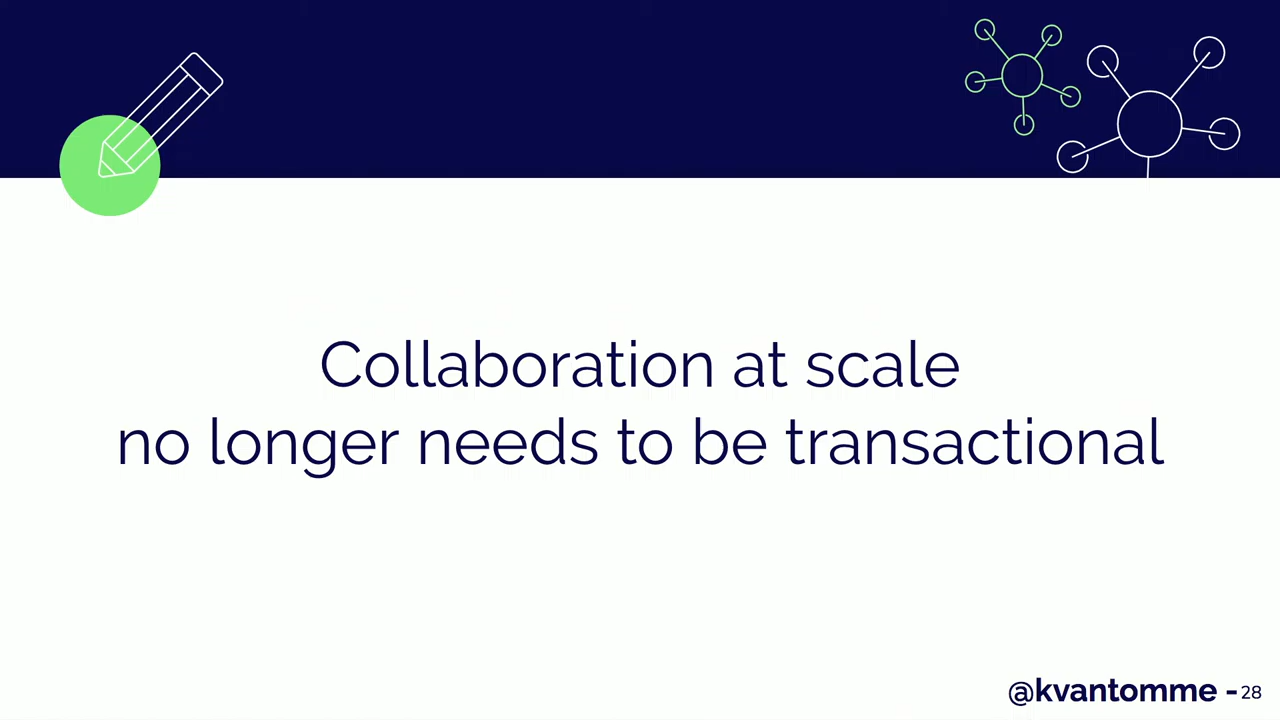 Collaboration at scale
no longer needs to be transactional
@kvantomme - 28